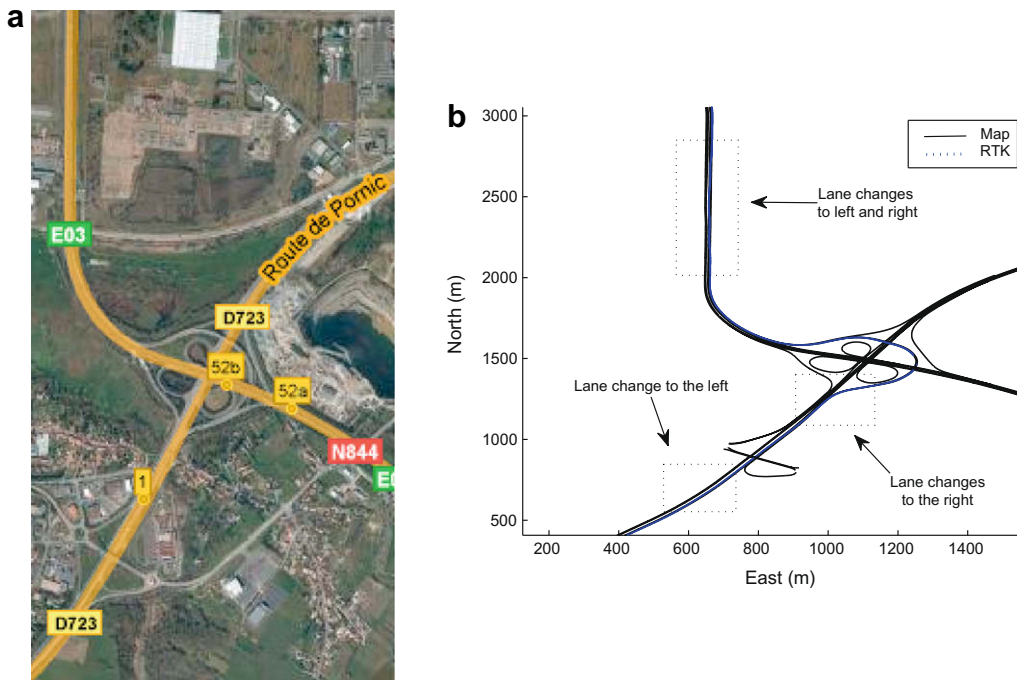 a
E03
Route de Pornic
D723
52b
52a
N844
E0
1
D723
b
3000
2500
2000
1500
1000
500
200
400
600
800
1000
1200
1400
North (m)
East (m)
Map
RTK
Lane changes
to left and right
Lane change to the left
Lane changes
to the right